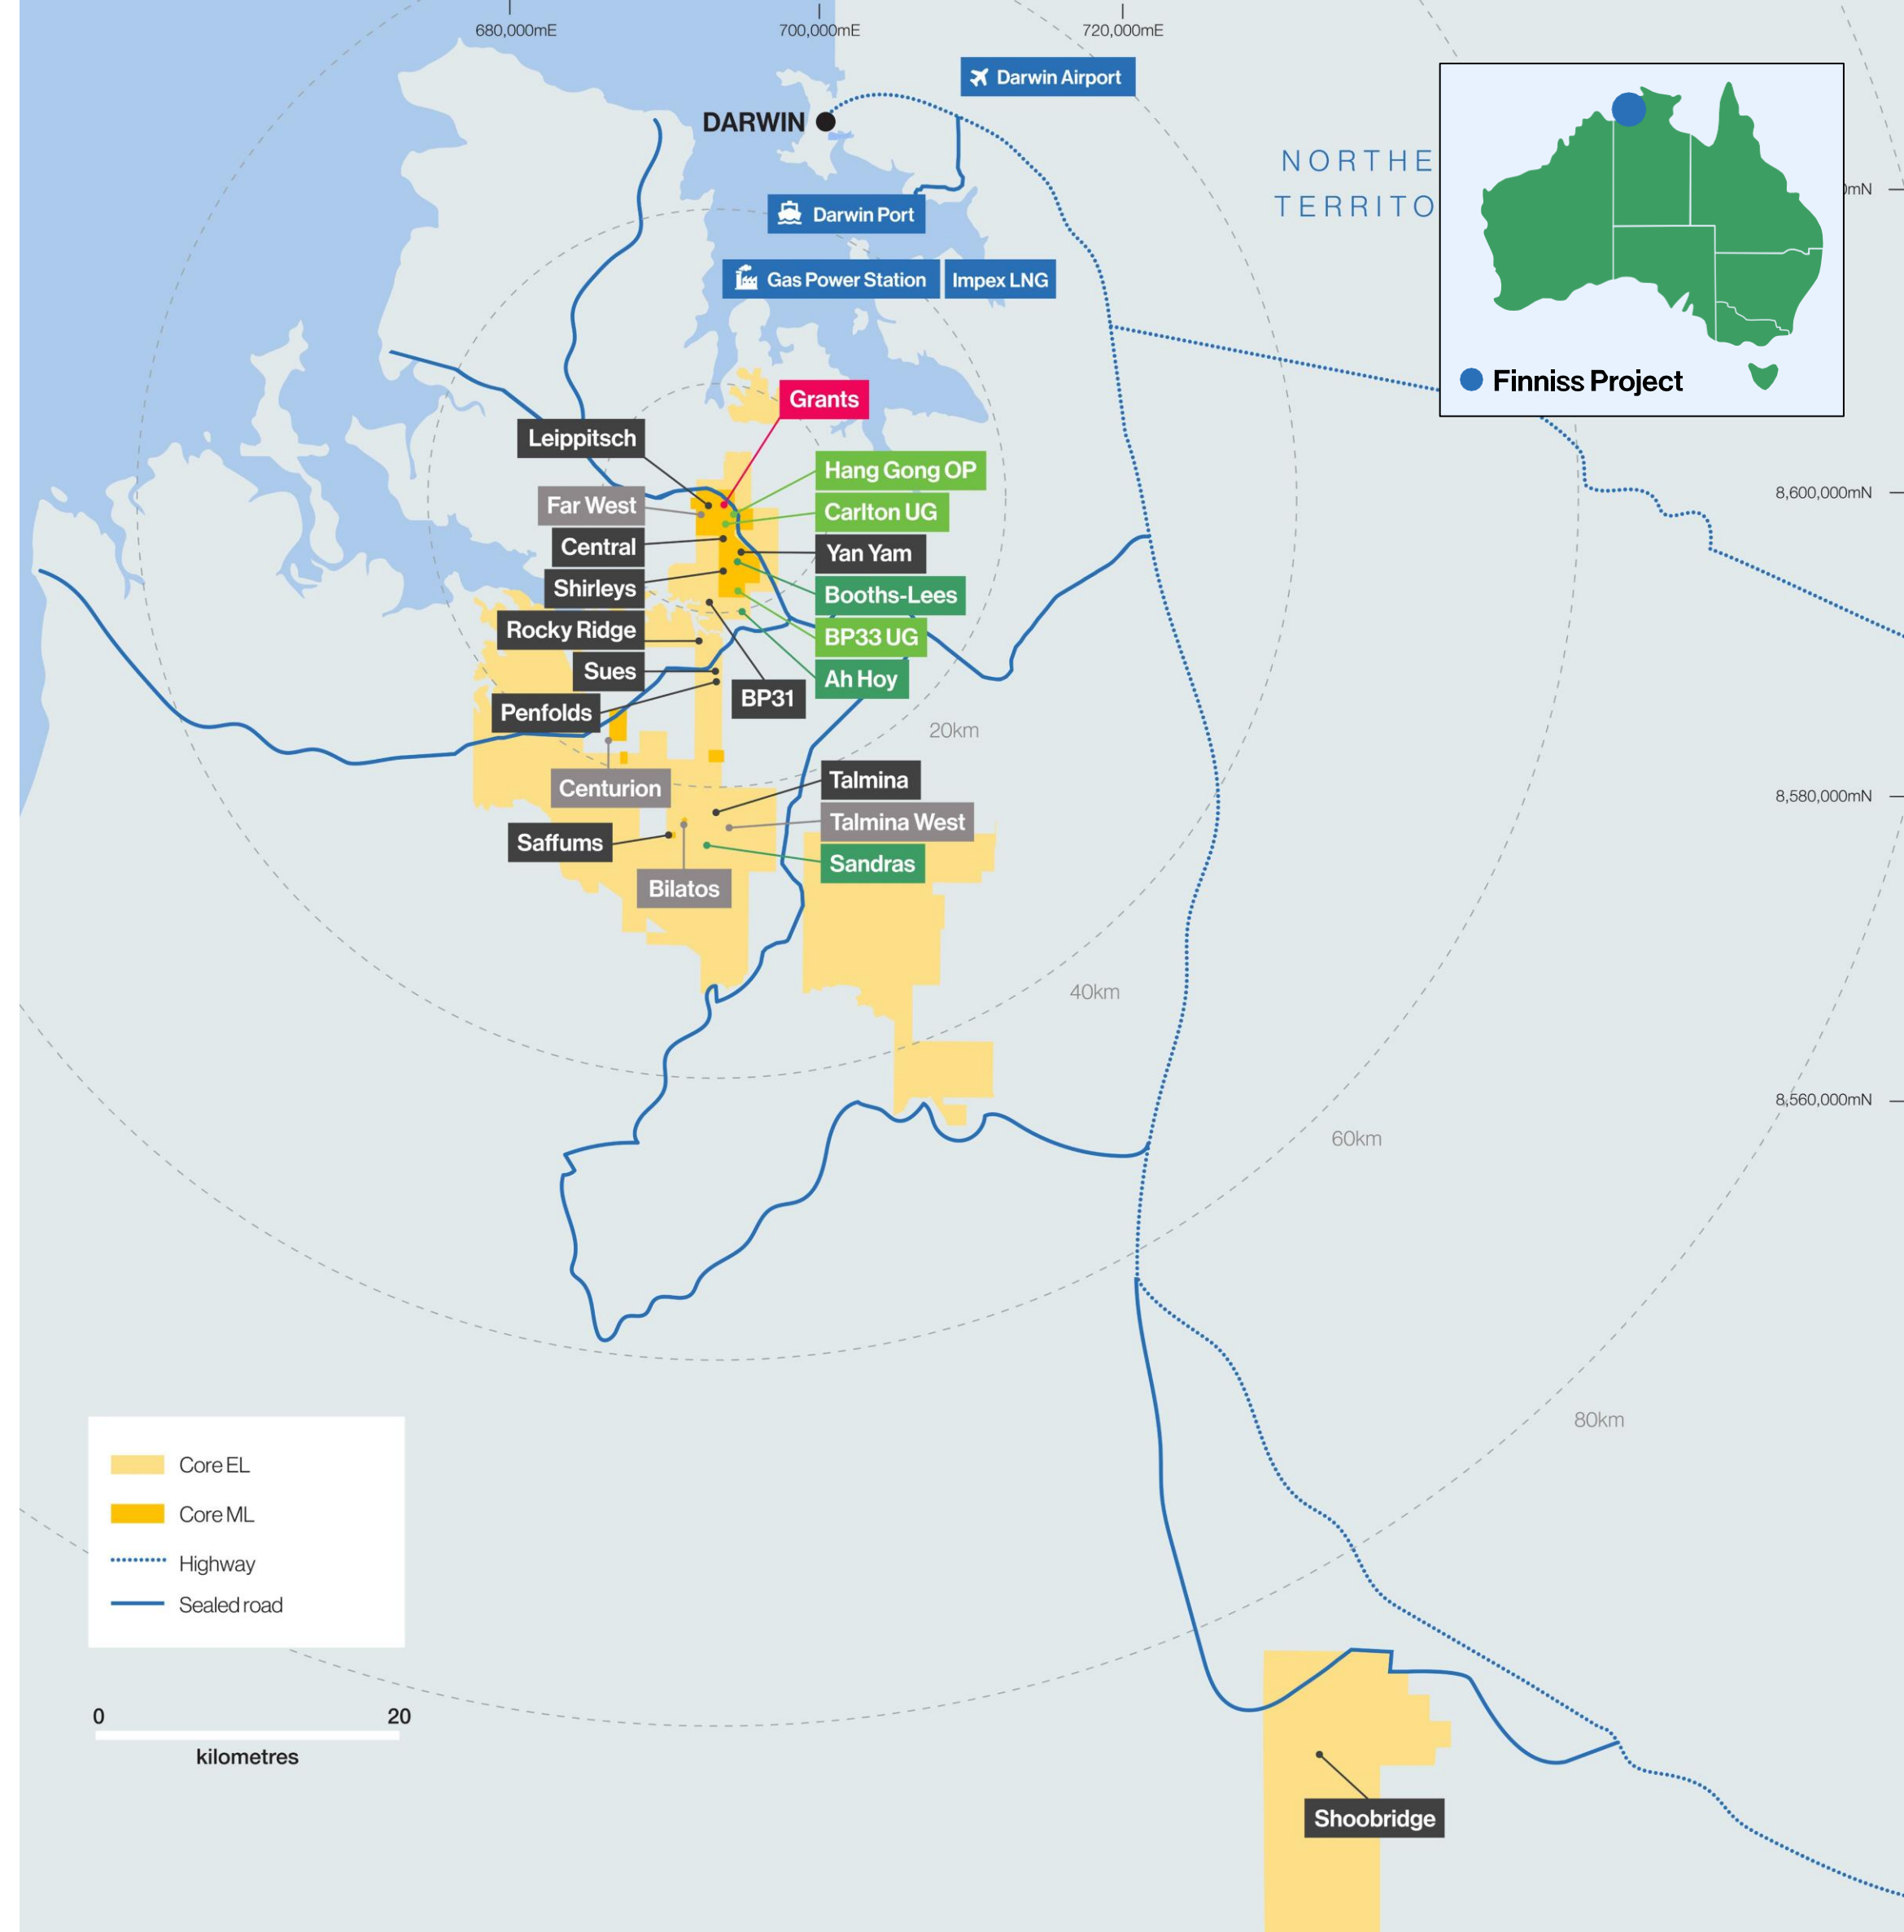 680,000mE
700,000mE
720,000mE
Darwin Airport
DARWIN
NORTHE
TERRITO
mN
Darwin Port
Gas Power Station
Impex LNG
Finniss Project
Grants
Leippitsch
Hang Gong OP
Far West
Carlton UG
8,600,000mN
Central
Yan Yam
Shirleys
Booths-Lees
Rocky Ridge
BP33 UG
Sues
Ah Hoy
BP31
Penfolds
20km
Centurion
Talmina
8,580,000mN
Talmina West
Saffums
Sandras
Bilatos
40km
8,560,000mN
60km
80km
Core EL
Core ML
Highway
Sealed road
0
20
kilometres
Shoobridge